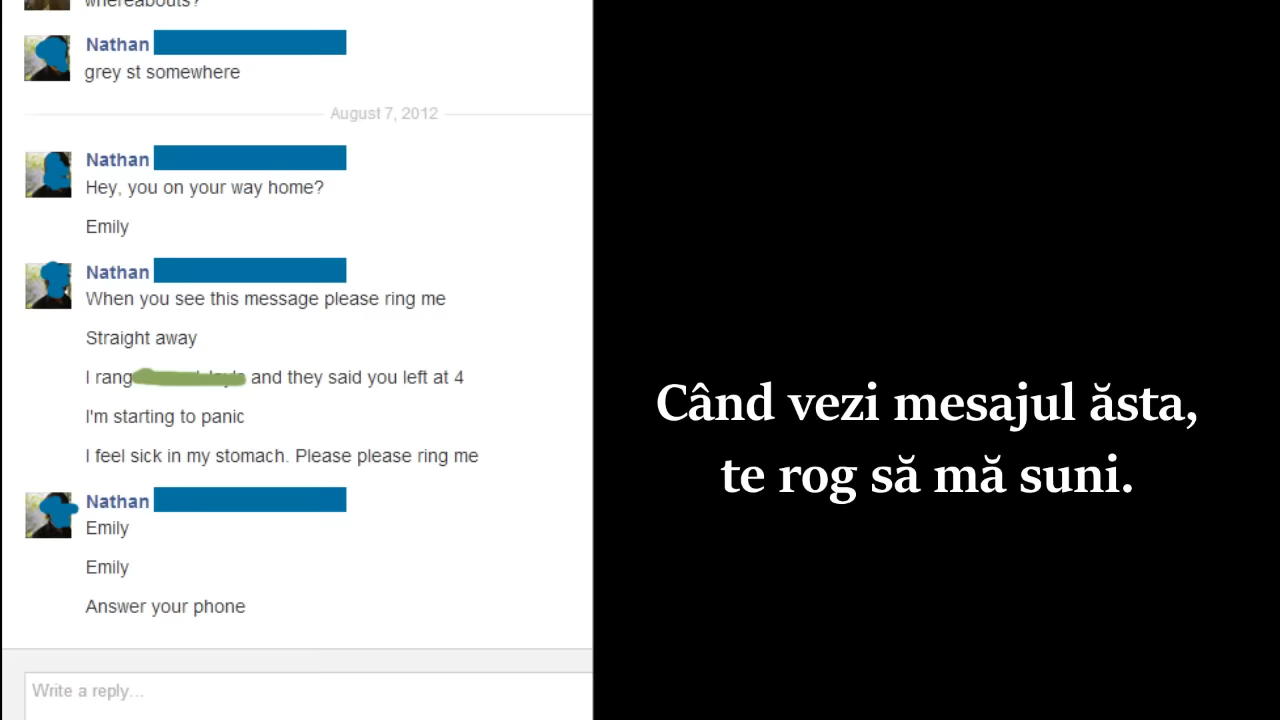 whereabouts?
Nathan
grey st somewhere
August 7, 2012
Nathan
Hey, you on your way home?
Emily
Nathan
When you see this message please ring me
Straight away
I rang and they said you left at 4
I'm starting to panic
I feel sick in my stomach. Please please ring me
Nathan
Emily
Emily
Answer your phone
Write a reply...
Când vezi mesajul ăsta,
te rog să mă suni.